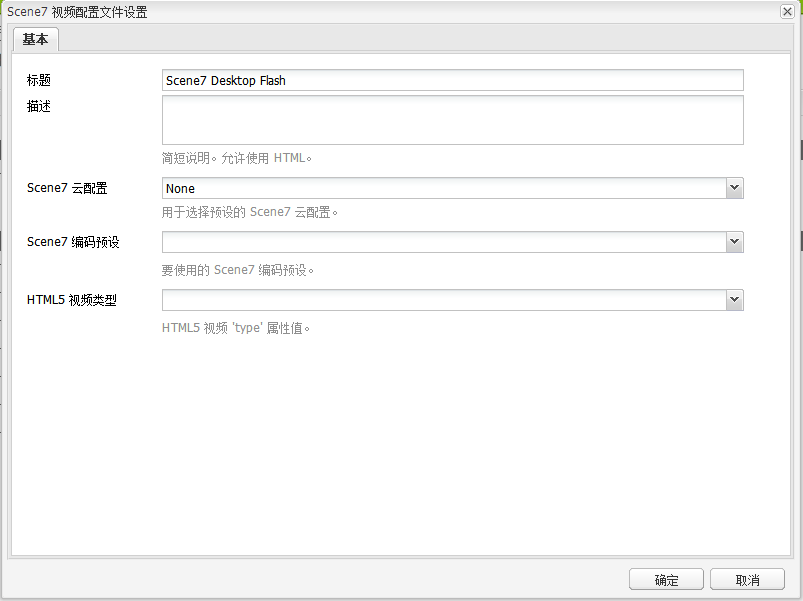 Scene7 视频配置文件设置
基本
标题
Scene7 Desktop Flash
描述
简短说明。允许使用 HTML。
Scene7 云配置
None
用于选择预设的 Scene7 云配置。
Scene7 编码预设
要使用的 Scene7 编码预设。
HTML5 视频类型
HTML5 视频 'type' 属性值。
确定
取消